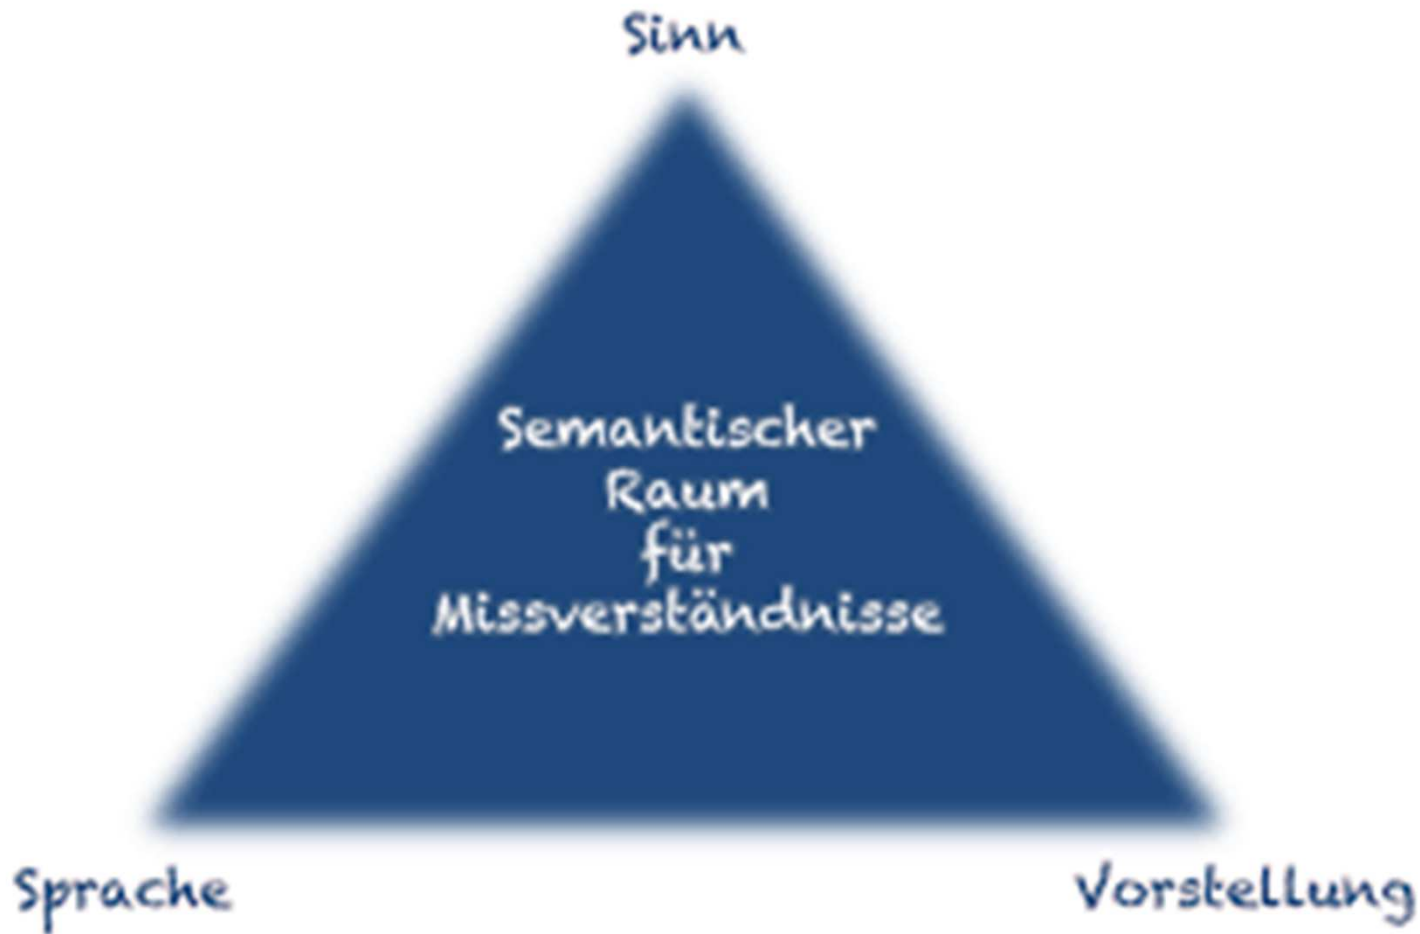 Sinn
Semantischer
Raum
für
Missverständnisse
Sprache
Vorstellung